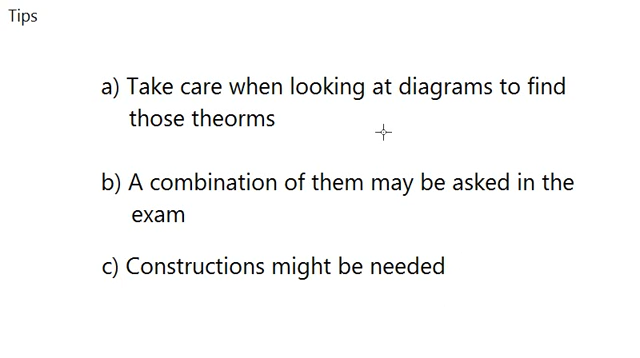 Tips
a) Take care when looking at diagrams to find
those theorms
b) A combination of them may be asked in the
exam
c) Constructions might be needed